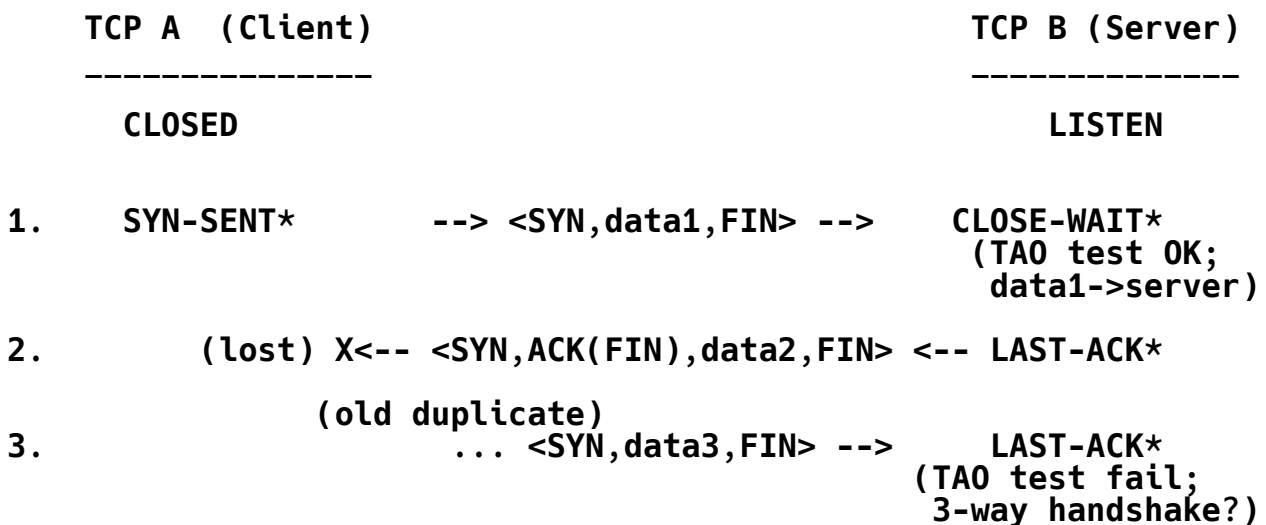 TCP A  (Client)                               TCP B (Server)
_______________                               ______________
CLOSED                                          LISTEN
1.    SYN-SENT*       --> <SYN,data1,FIN> -->    CLOSE-WAIT*
(TAO test OK;
data1->server)
2.        (lost) X<-- <SYN,ACK(FIN),data2,FIN> <-- LAST-ACK*
(old duplicate)
3.                     ... <SYN,data3,FIN> -->     LAST-ACK*
(TAO test fail;
3-way handshake?)